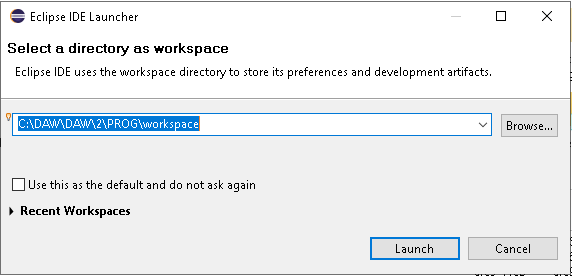 Eclipse IDE Launcher
Select a directory as workspace
Eclipse IDE uses the workspace directory to store its preferences and development artifacts.
C:\DAW\DAW\2\PROG\workspace
Browse...
Use this as the default and do not ask again
Recent Workspaces
Launch
Cancel